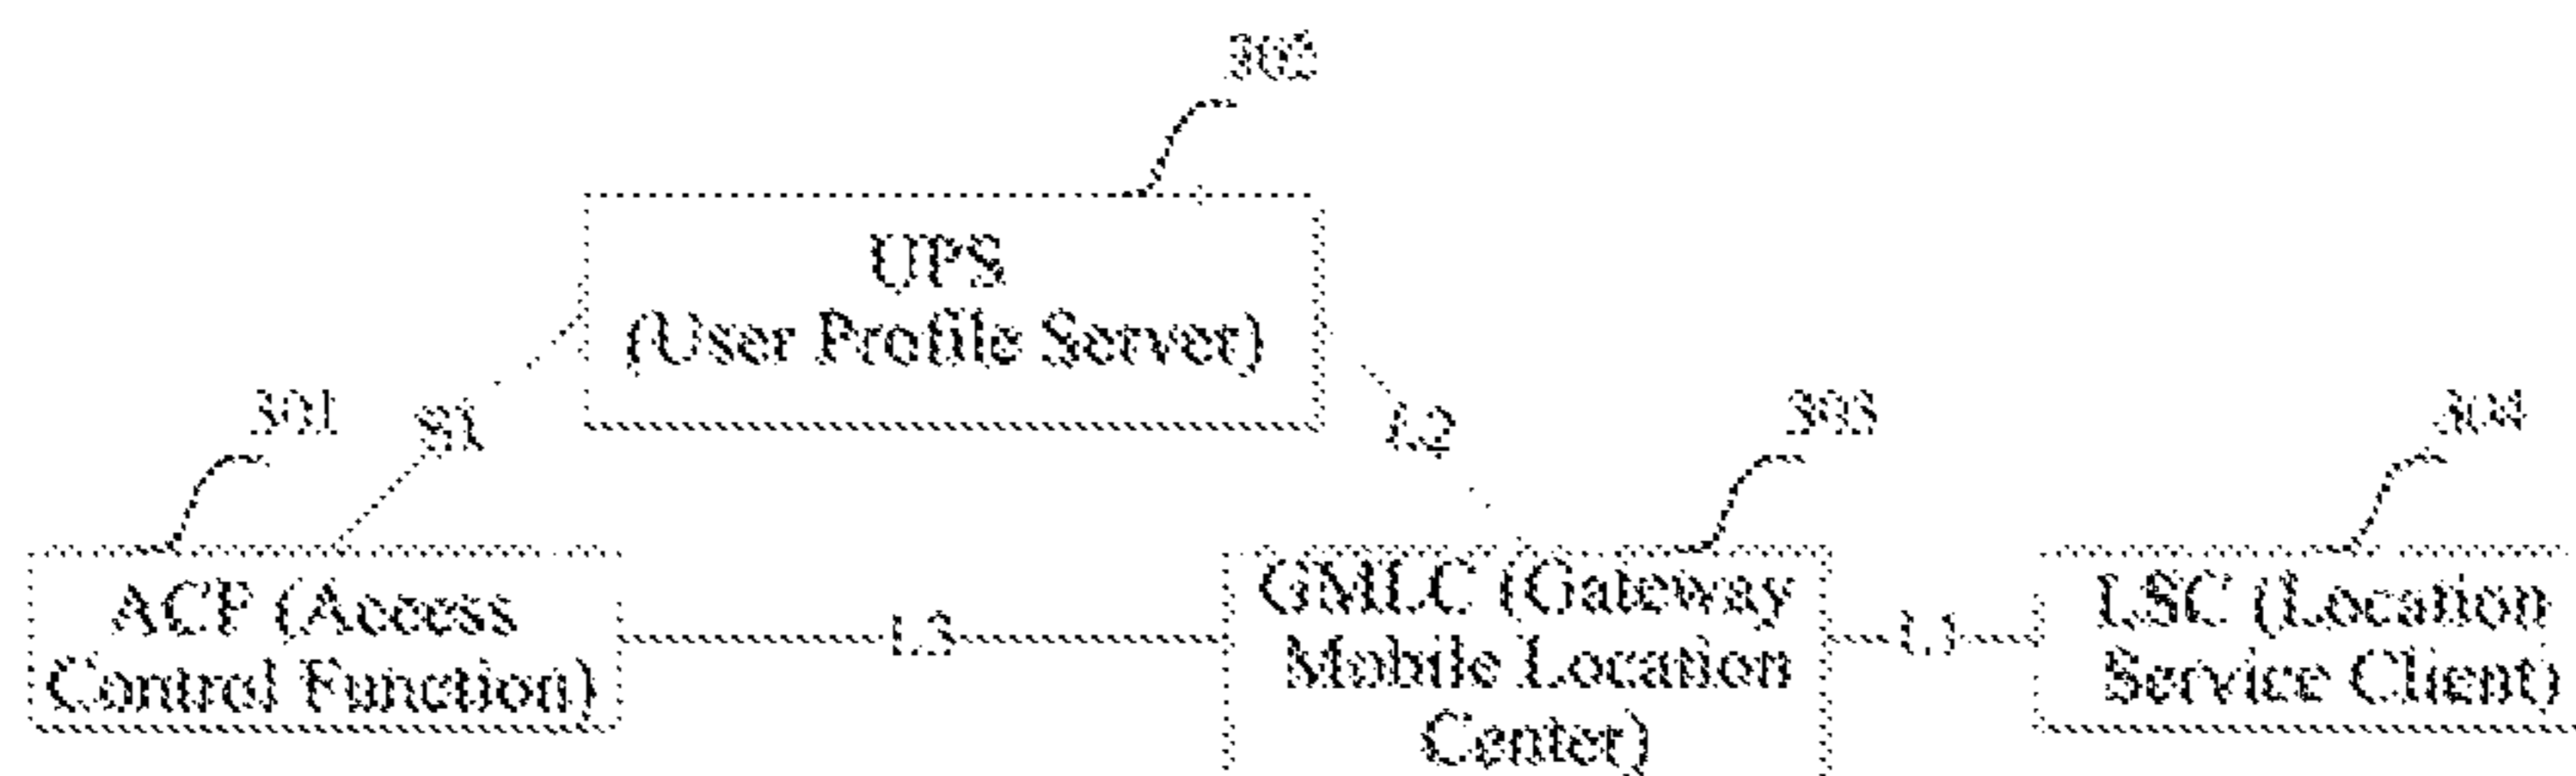 302
UPS
(User Profile Server)
301
S1
L2
303
304
ACF (Access
Control Function)
L3
GMLC (Gateway
Mobile Location
Center)
L1
LSC (Location
Service Client)